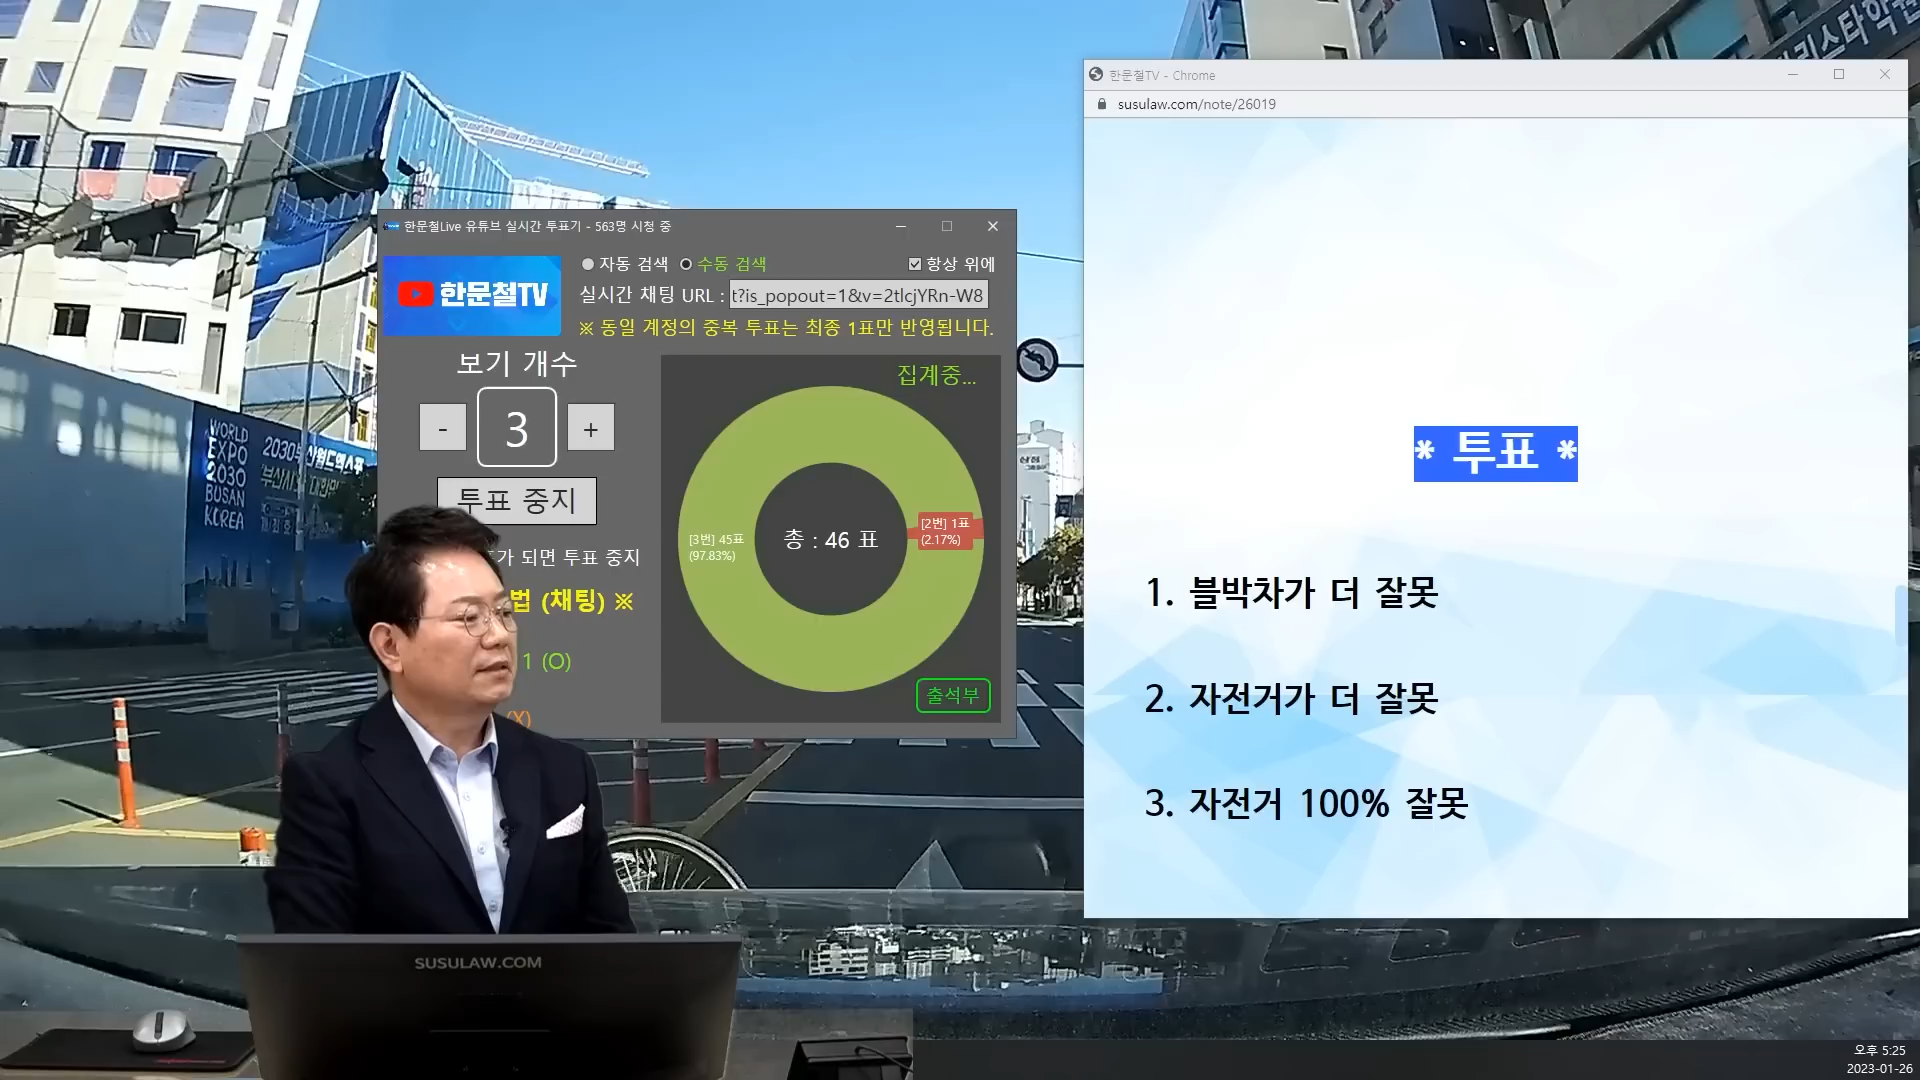 한문철TV - Chrome
susulaw.com/note/26019
한문철Live 유튜브 실시간 투표기 - 563명 시청 중
자동 검색 수동 검색 항상 위에
한문철TV
실시간 채팅 URL : t?is_popout=1&v=2tlcjYRn-W8
※ 동일 계정의 중복 투표는 최종 1표만 반영됩니다.
보기 개수
- 3 +
투표 중지
가 되면 투표 중지
법 (채팅) ※
1 (O)
(X)
집계중...
[3번] 45표
(97.83%)
총 : 46 표
[2번] 1표
(2.17%)
출석부
* 투표 *
1. 블박차가 더 잘못
2. 자전거가 더 잘못
3. 자전거 100% 잘못
WORLD
EXPO
2030
BUSAN
KOREA
SUSULAW.COM
오후 5:25
2023-01-26